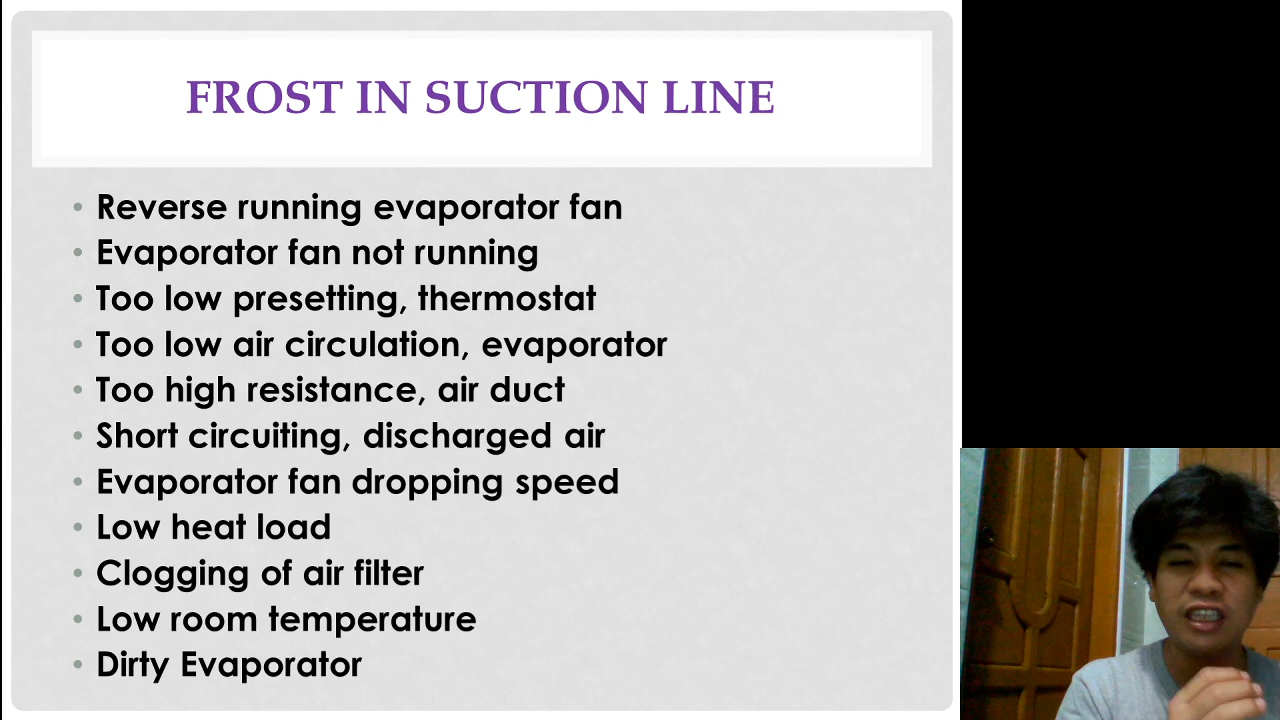 FROST IN SUCTION LINE
• Reverse running evaporator fan
• Evaporator fan not running
• Too low presetting, thermostat
• Too low air circulation, evaporator
• Too high resistance, air duct
• Short circuiting, discharged air
• Evaporator fan dropping speed
• Low heat load
• Clogging of air filter
• Low room temperature
• Dirty Evaporator